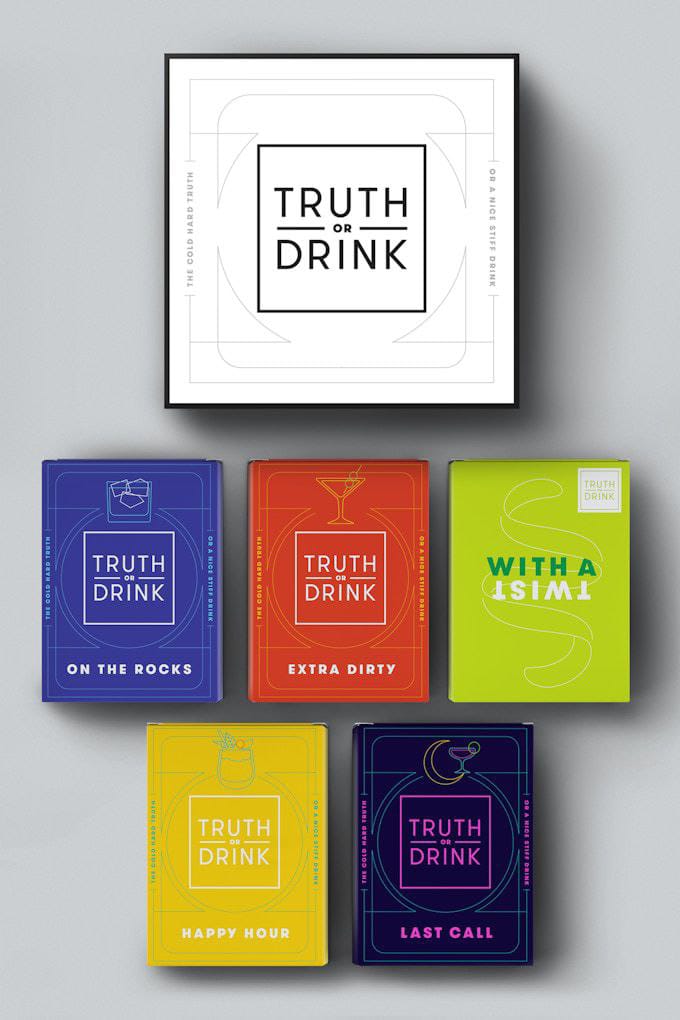 THE COLD HARD TRUTH
TRUTH
OR
DRINK
OR A NICE STIFF DRINK
THE COLD HARD TRUTH
TRUTH
OR
DRINK
OR A NICE STIFF DRINK
ON THE ROCKS
THE COLD HARD TRUTH
TRUTH
OR
DRINK
OR A NICE STIFF DRINK
EXTRA DIRTY
TRUTH
OR
DRINK
WITH A
TWIST
THE COLD HARD TRUTH
TRUTH
OR
DRINK
OR A NICE STIFF DRINK
HAPPY HOUR
THE COLD HARD TRUTH
TRUTH
OR
DRINK
OR A NICE STIFF DRINK
LAST CALL